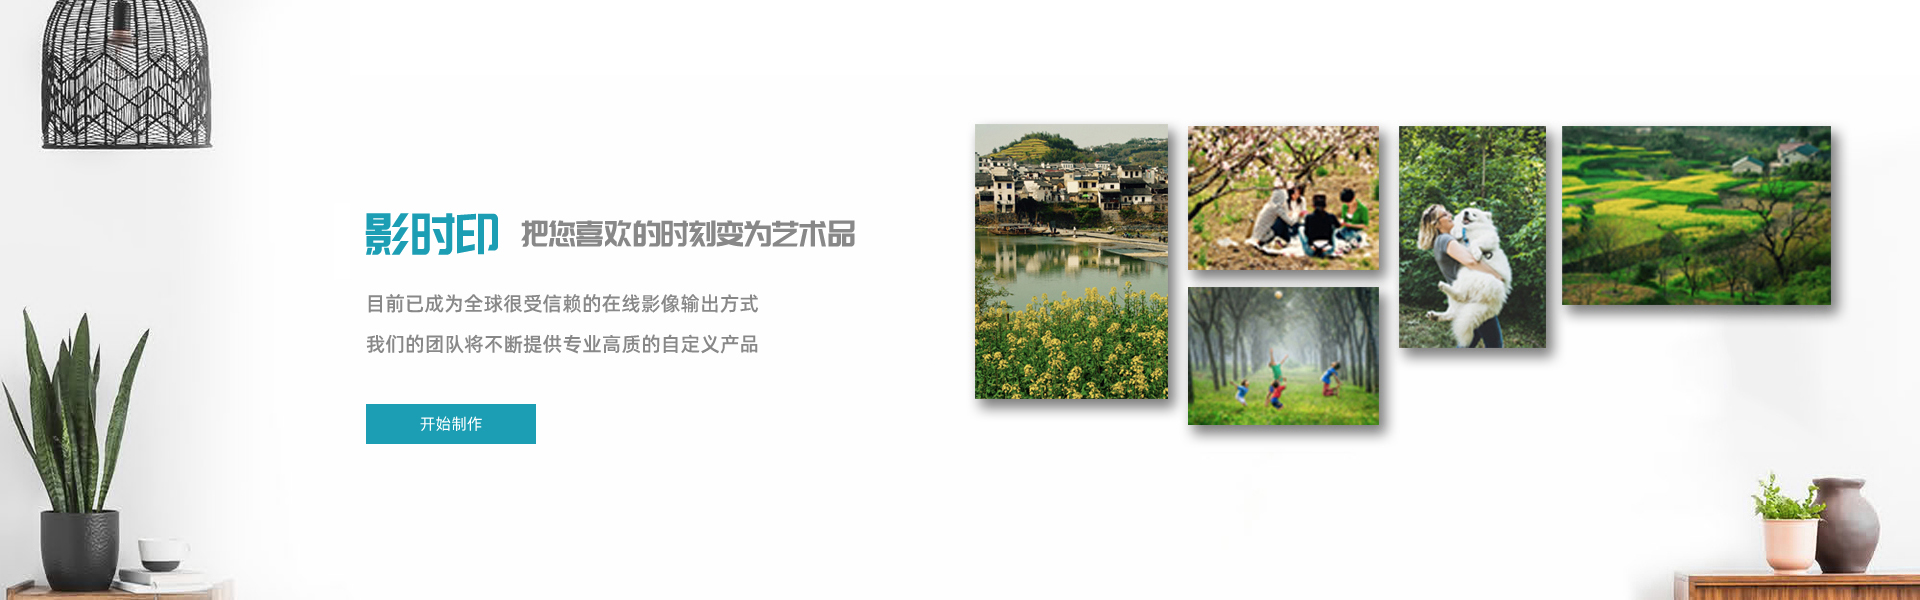 影时印 把您喜欢的时刻变为艺术品
目前已成为全球很受信赖的在线影像输出方式
我们的团队将不断提供专业高质的自定义产品
开始制作